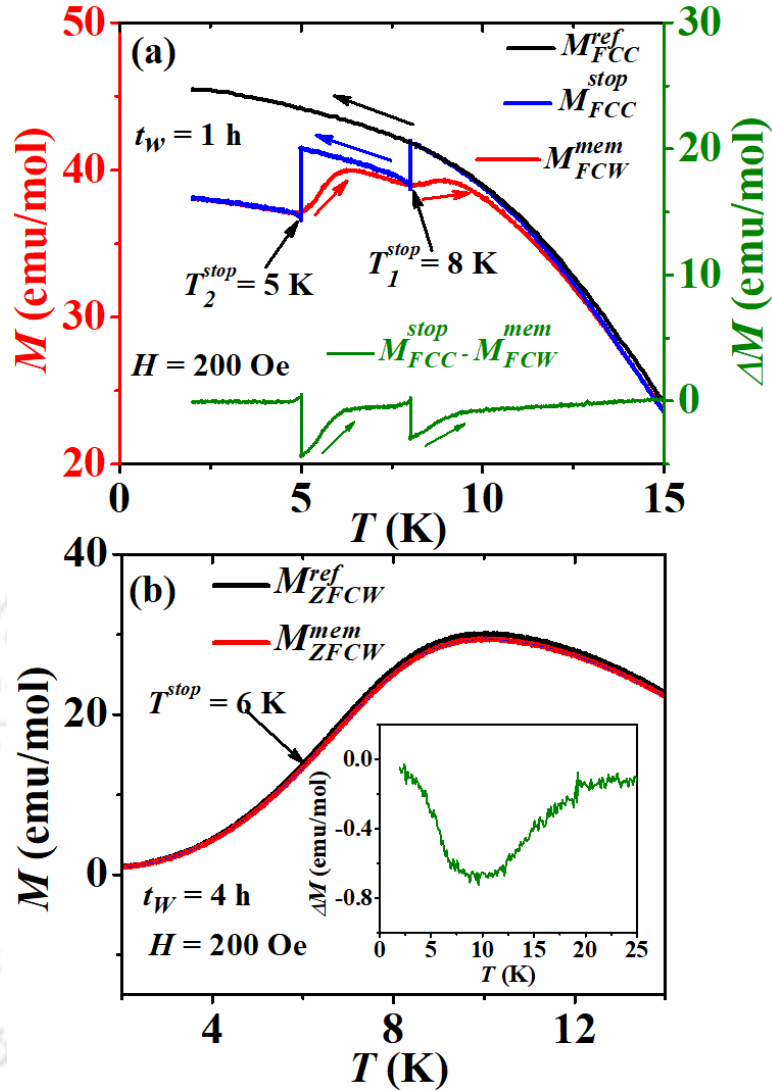 (a)
M_FCC^ref
M_FCC^stop
M_FCW^mem
t_W = 1 h
T_2^stop = 5 K
T_1^stop = 8 K
H = 200 Oe
M_FCC^stop - M_FCW^mem
50
40
30
20
M (emu/mol)
30
20
10
0
ΔM (emu/mol)
0 5 10 15
T (K)
(b)
M_ZFCW^ref
M_ZFCW^mem
T^stop = 6 K
t_W = 4 h
H = 200 Oe
40
20
0
M (emu/mol)
4 8 12
T (K)
0.0
-0.4
-0.8
ΔM (emu/mol)
0 5 10 15 20 25
T (K)